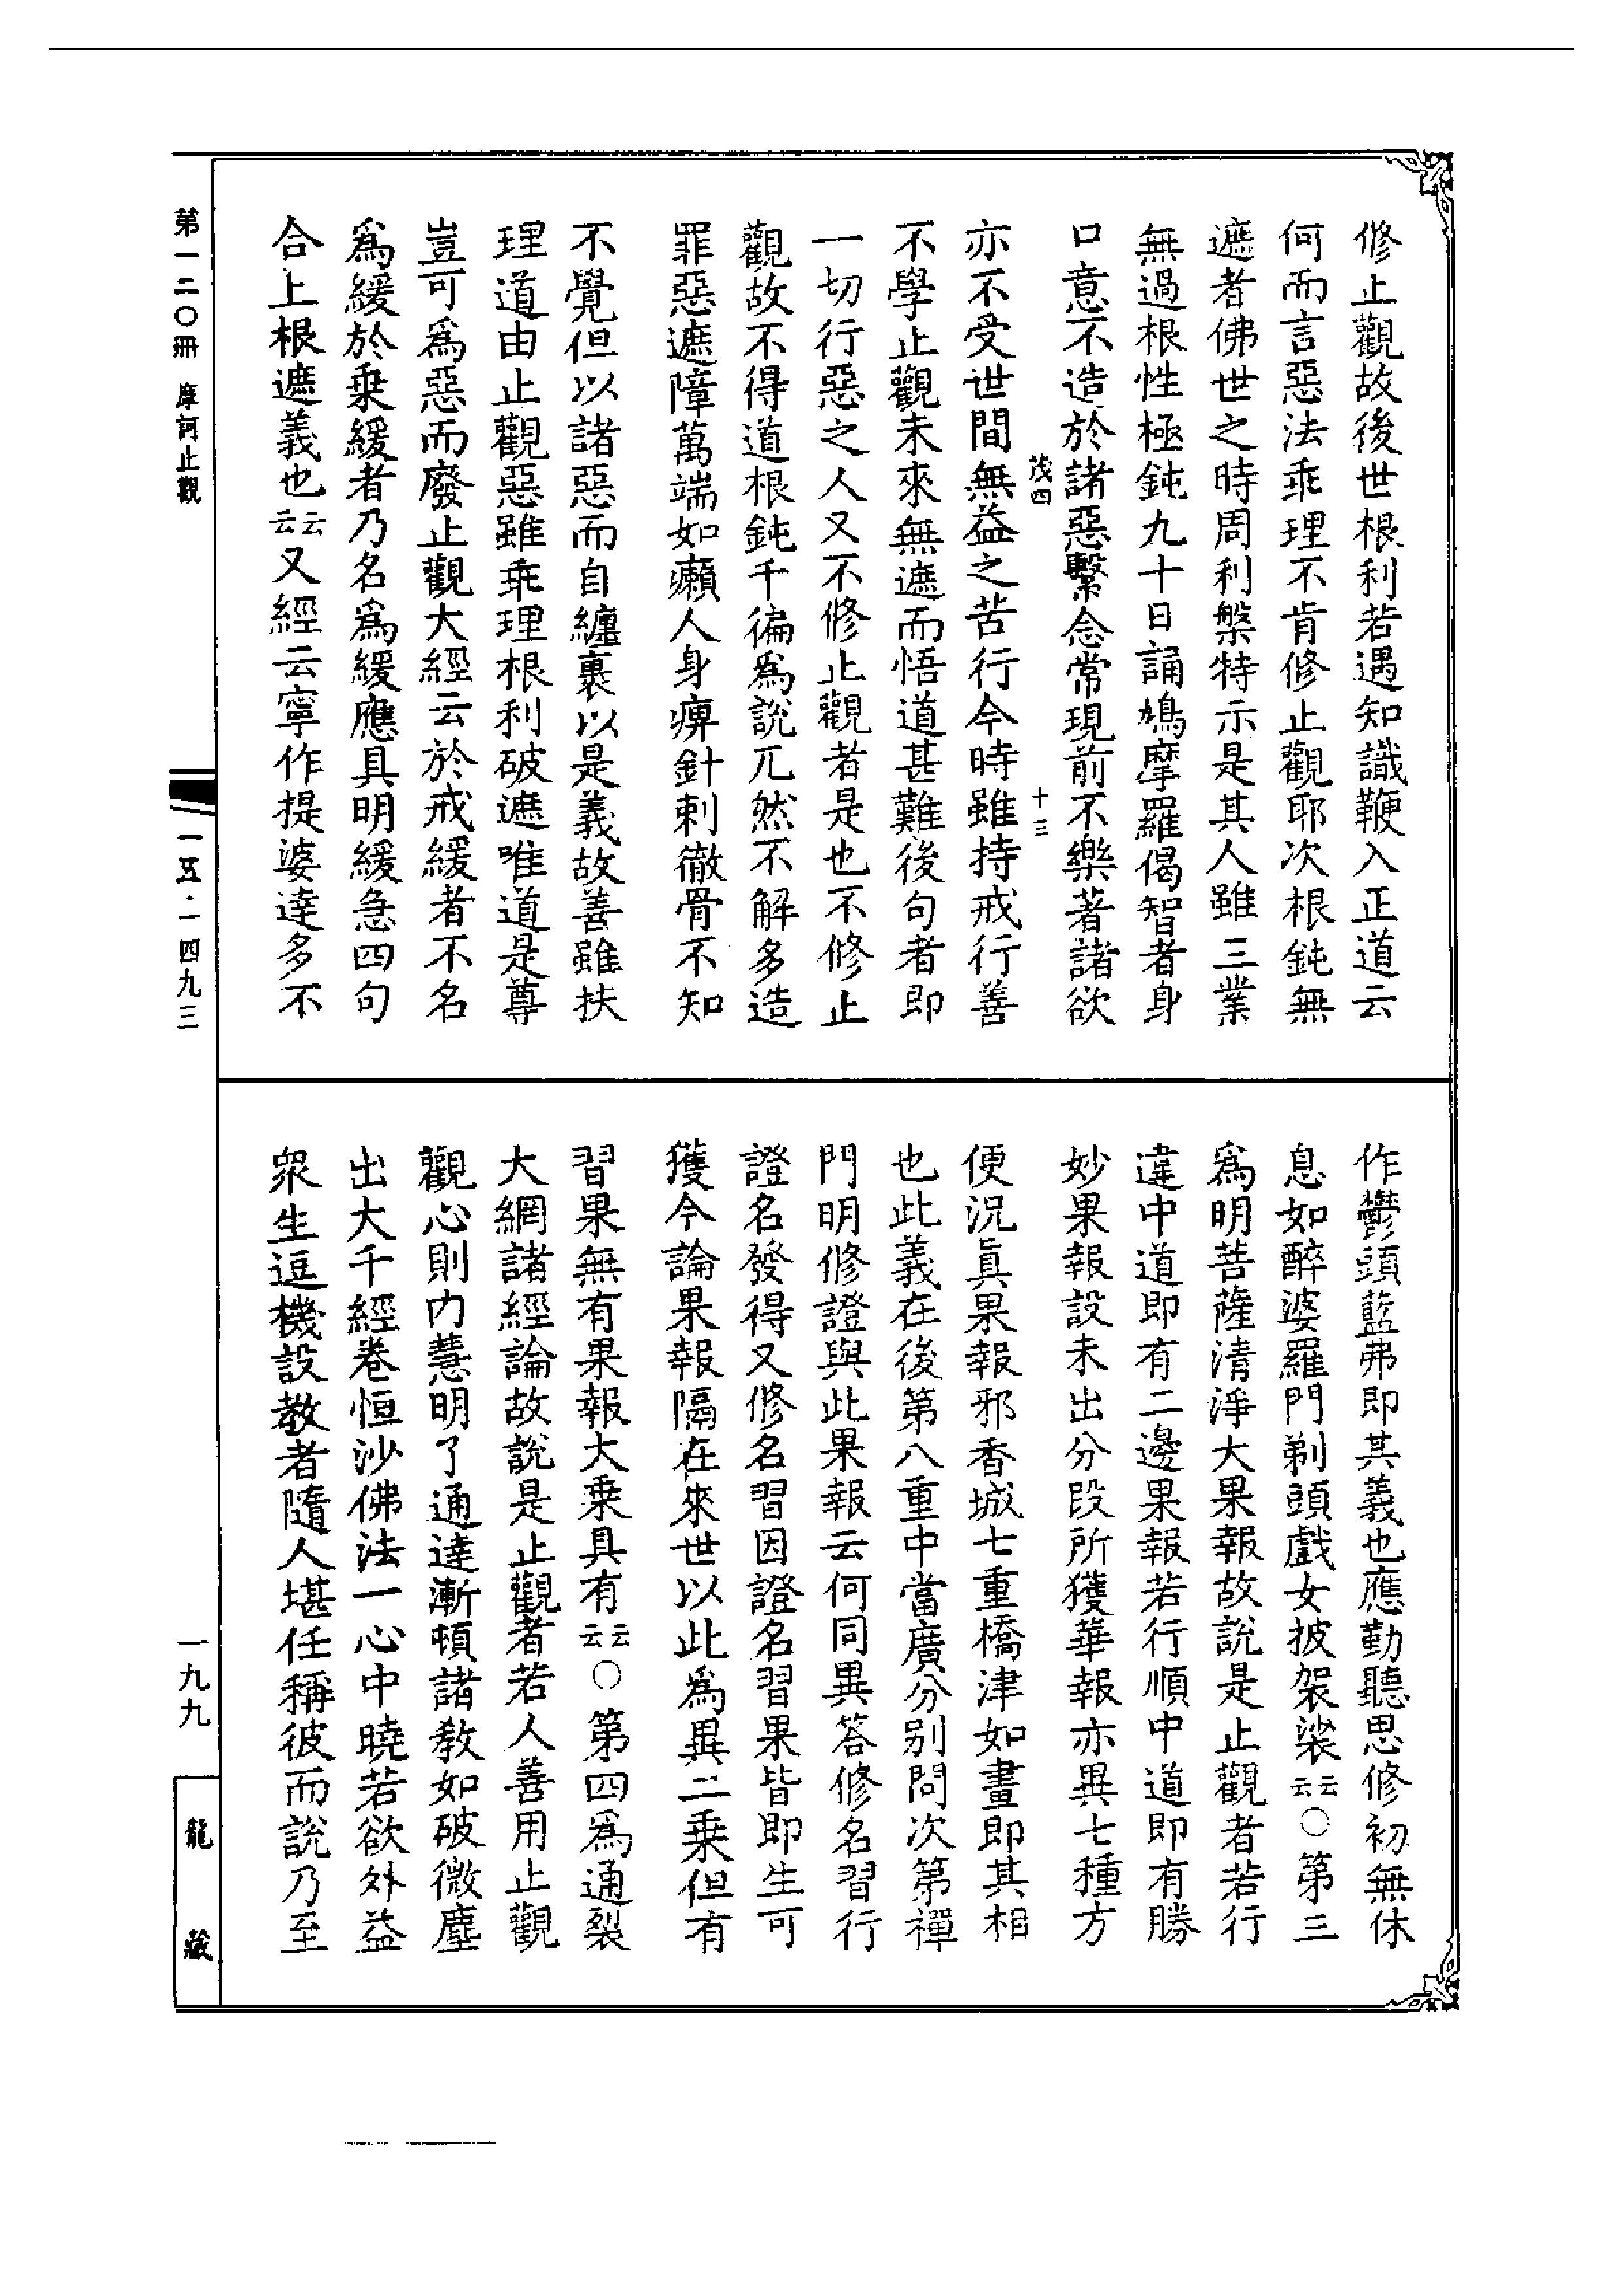 修止觀故後世根利若遇知識鞭入正道云
何而言惡法乖理不肯修止觀耶次根鈍無
遮者佛世之時周利槃特示是其人雖三業
無過根性極鈍九十日誦鳩摩羅偈智者身
口意不造於諸惡繫念常現前不樂著諸欲
茂四
十三
亦不受世間無益之苦行今時雖持戒行善
不學止觀未來無遮而悟道甚難後句者即
一切行惡之人又不修止觀者是也不修止
觀故不得道根鈍千徧爲說兀然不解多造
罪惡遮障萬端如癩人身痹針刺徹骨不知
不覺但以諸惡而自纏裹以是義故善雖扶
理道由止觀惡雖乖理根利破遮唯道是尊
豈可爲惡而廢止觀大經云於戒緩者不名
爲緩於乗緩者乃名爲緩應具明緩急四句
合上根遮義也云云又經云寧作提婆達多不
作鬱頭藍弗即其義也應勤聽思修初無休
息如醉婆羅門剃頭戲女披袈裟云云○第三
爲明菩薩清淨大果報故說是止觀者若行
違中道即有二邊果報若行順中道即有勝
妙果報設未出分段所獲華報亦異七種方
便況眞果報邪香城七重橋津如畫即其相
也此義在後第八重中當廣分别問次第禪
門明修證與此果報云何同異答修名習行
證名發得又修名習因證名習果皆即生可
獲今論果報隔在來世以此爲異二乗但有
習果無有果報大乗具有云云○第四爲通裂
大網諸經論故說是止觀者若人善用止觀
觀心則内慧明了通達漸頓諸教如破微塵
出大千經卷恒沙佛法一心中曉若欲外益
衆生逗機設教者隨人堪任稱彼而說乃至
第一二〇冊 摩訶止觀
一五·一四九三
一九九
龍藏